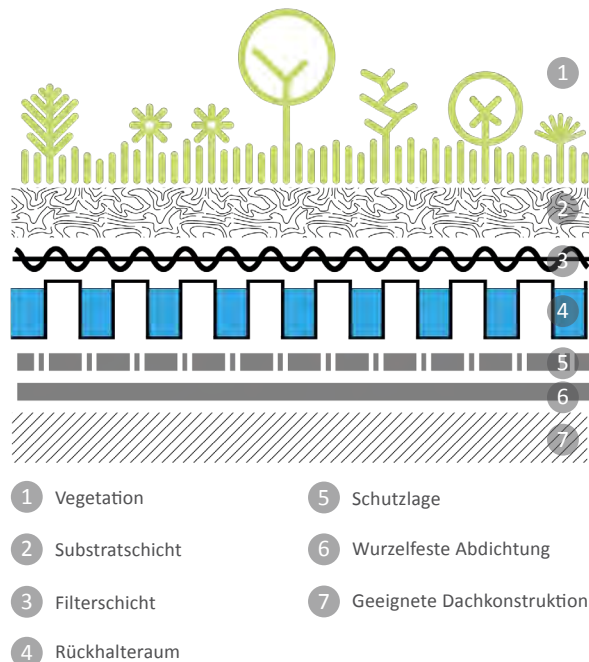 1
2
3
4
5
6
7
1 Vegetation
2 Substratschicht
3 Filterschicht
4 Rückhalteraum
5 Schutzlage
6 Wurzelfeste Abdichtung
7 Geeignete Dachkonstruktion